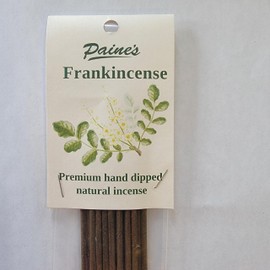 Paine's
Frankincense
Premium hand dipped
natural incense